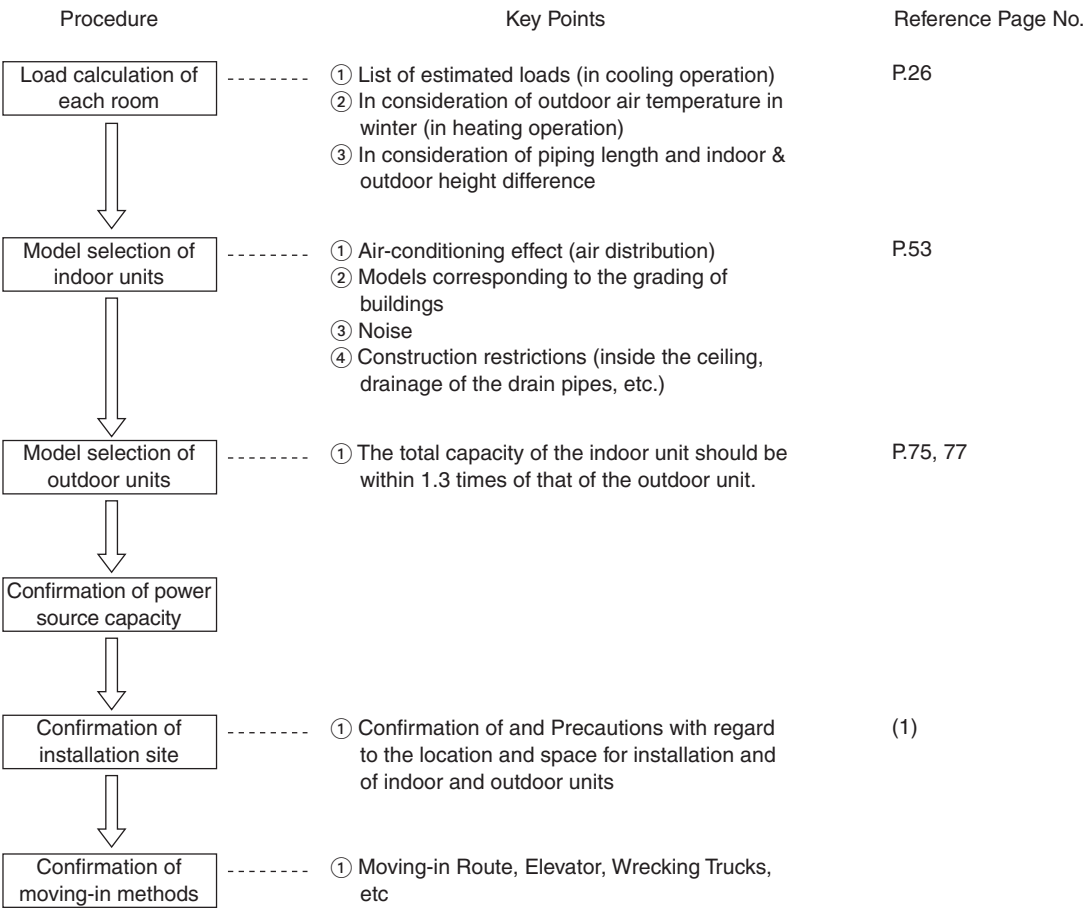 Procedure Key Points Reference Page No.
Load calculation of
each room
① List of estimated loads (in cooling operation)
② In consideration of outdoor air temperature in
winter (in heating operation)
③ In consideration of piping length and indoor &
outdoor height difference
P.26
Model selection of
indoor units
① Air-conditioning effect (air distribution)
② Models corresponding to the grading of
buildings
③ Noise
④ Construction restrictions (inside the ceiling,
drainage of the drain pipes, etc.)
P.53
Model selection of
outdoor units
① The total capacity of the indoor unit should be
within 1.3 times of that of the outdoor unit.
P.75, 77
Confirmation of power
source capacity
Confirmation of
installation site
① Confirmation of and Precautions with regard
to the location and space for installation and
of indoor and outdoor units
(1)
Confirmation of
moving-in methods
① Moving-in Route, Elevator, Wrecking Trucks,
etc